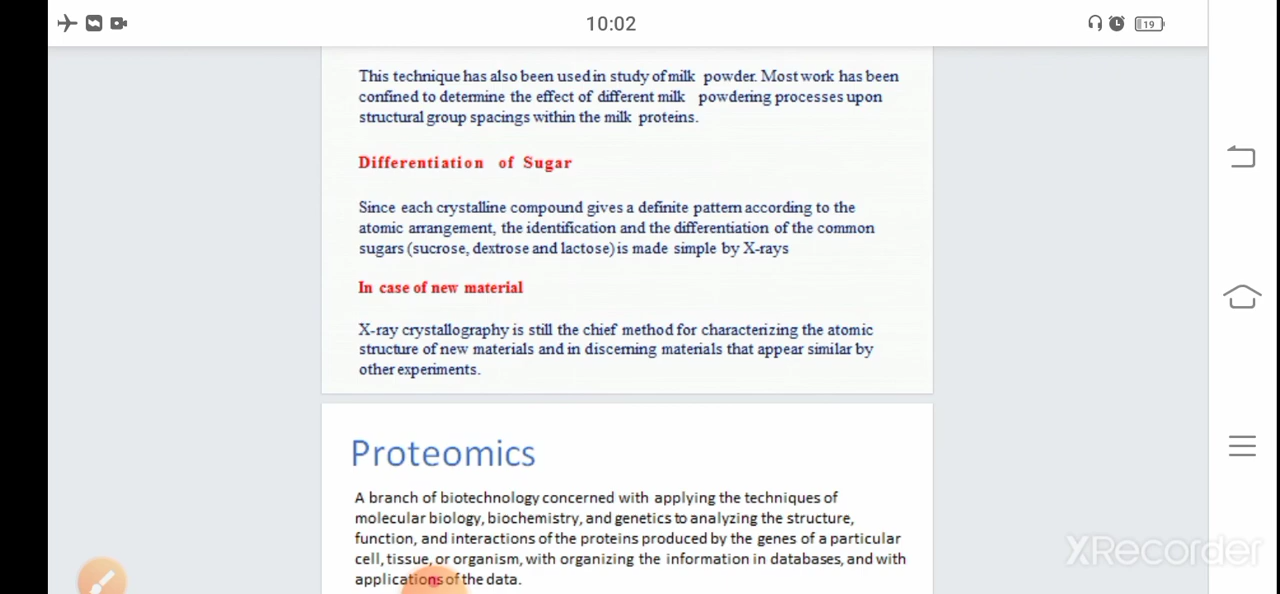 10:02
19
This technique has also been used in study of milk powder. Most work has been
confined to determine the effect of different milk powdering processes upon
structural group spacings within the milk proteins.
Differentiation of Sugar
Since each crystalline compound gives a definite pattern according to the
atomic arrangement, the identification and the differentiation of the common
sugars (sucrose, dextrose and lactose) is made simple by X-rays
In case of new material
X-ray crystallography is still the chief method for characterizing the atomic
structure of new materials and in discerning materials that appear similar by
other experiments.
Proteomics
A branch of biotechnology concerned with applying the techniques of
molecular biology, biochemistry, and genetics to analyzing the structure,
function, and interactions of the proteins produced by the genes of a particular
cell, tissue, or organism, with organizing the information in databases, and with
applications of the data.
XRecorder